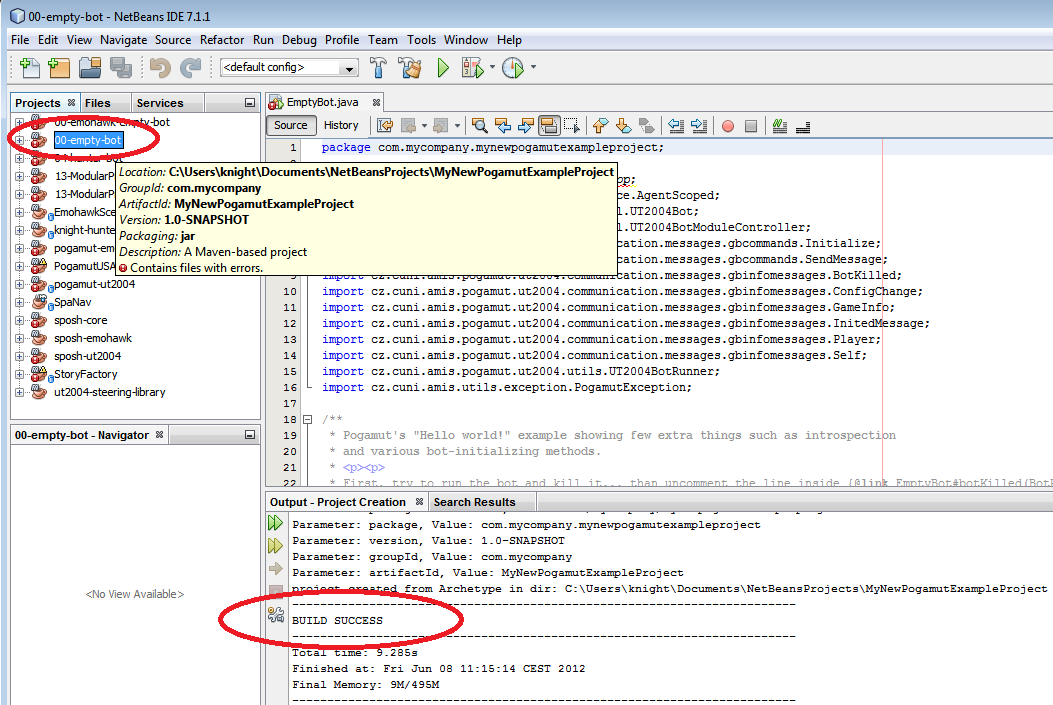 00-empty-bot - NetBeans IDE 7.1.1
File Edit View Navigate Source Refactor Run Debug Profile Team Tools Window Help
<default config>
Projects Files Services
00-emohawk-empty-bot
00-empty-bot
04-hunter-bot
13-ModularP
13-ModularP
EmohawkSce
knight-hunte
pogamut-em
PogamutUSA
pogamut-ut2004
SpaNav
sposh-core
sposh-emohawk
sposh-ut2004
StoryFactory
ut2004-steering-library
Location: C:\Users\knight\Documents\NetBeansProjects\MyNewPogamutExampleProject
GroupId: com.mycompany
ArtifactId: MyNewPogamutExampleProject
Version: 1.0-SNAPSHOT
Packaging: jar
Description: A Maven-based project
Contains files with errors.
00-empty-bot - Navigator
<No View Available>
EmptyBot.java
Source History
1 package com.mycompany.mynewpogamutexampleproject;
op;
ce.AgentScoped;
l.UT2004Bot;
l.UT2004BotModuleController;
ication.messages.gbcommands.Initialize;
ication.messages.gbcommands.SendMessage;
9 import cz.cuni.amis.pogamut.ut2004.communication.messages.gbinfomessages.BotKilled;
10 import cz.cuni.amis.pogamut.ut2004.communication.messages.gbinfomessages.ConfigChange;
11 import cz.cuni.amis.pogamut.ut2004.communication.messages.gbinfomessages.GameInfo;
12 import cz.cuni.amis.pogamut.ut2004.communication.messages.gbinfomessages.InitedMessage;
13 import cz.cuni.amis.pogamut.ut2004.communication.messages.gbinfomessages.Player;
14 import cz.cuni.amis.pogamut.ut2004.communication.messages.gbinfomessages.Self;
15 import cz.cuni.amis.pogamut.ut2004.utils.UT2004BotRunner;
16 import cz.cuni.amis.utils.exception.PogamutException;
17
18 /**
19 * Pogamut's "Hello world!" example showing few extra things such as introspection
20 * and various bot-initializing methods.
21 * <p><p>
22 * First, try to run the bot and kill it... than uncomment the line inside {@link EmptyBot#botKilled(BotK
Output - Project Creation Search Results
Parameter: package, Value: com.mycompany.mynewpogamutexampleproject
Parameter: version, Value: 1.0-SNAPSHOT
Parameter: groupId, Value: com.mycompany
Parameter: artifactId, Value: MyNewPogamutExampleProject
project created from Archetype in dir: C:\Users\knight\Documents\NetBeansProjects\MyNewPogamutExampleProject
------------------------------------------------------------------------
BUILD SUCCESS
------------------------------------------------------------------------
Total time: 9.285s
Finished at: Fri Jun 08 11:15:14 CEST 2012
Final Memory: 9M/495M
------------------------------------------------------------------------